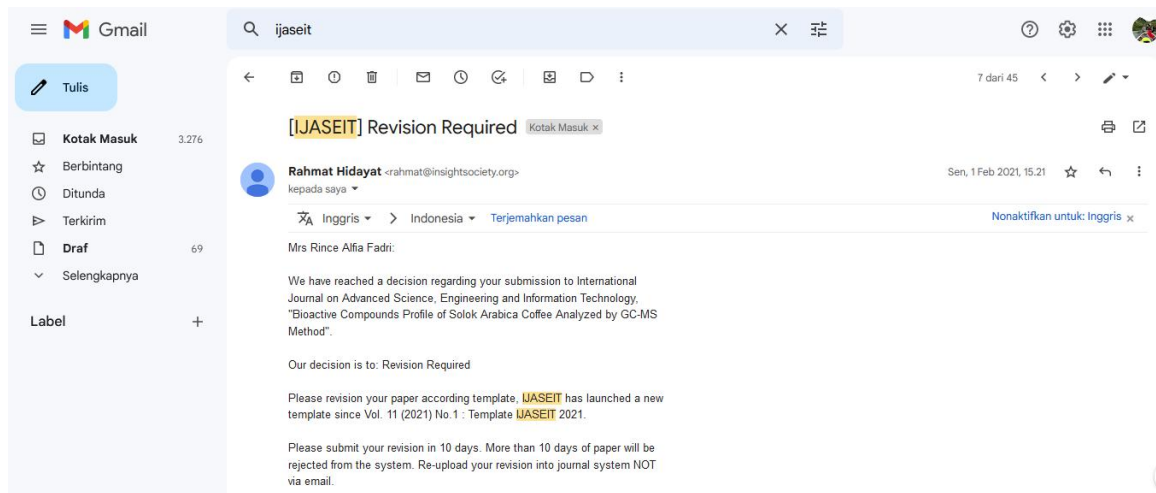 Gmail
ijaseit
Tulis
7 dari 45
[IJASEIT] Revision Required Kotak Masuk ×
Kotak Masuk 3.276
Berbintang
Ditunda
Terkirim
Draf 69
Selengkapnya
Label +
Rahmat Hidayat <rahmat@insightsociety.org>
Sen, 1 Feb 2021, 15.21
kepada saya
Inggris > Indonesia Terjemahkan pesan
Nonaktifkan untuk: Inggris ×
Mrs Rince Alfia Fadri:
We have reached a decision regarding your submission to International
Journal on Advanced Science, Engineering and Information Technology,
"Bioactive Compounds Profile of Solok Arabica Coffee Analyzed by GC-MS
Method".
Our decision is to: Revision Required
Please revision your paper according template, IJASEIT has launched a new
template since Vol. 11 (2021) No.1 : Template IJASEIT 2021.
Please submit your revision in 10 days. More than 10 days of paper will be
rejected from the system. Re-upload your revision into journal system NOT
via email.